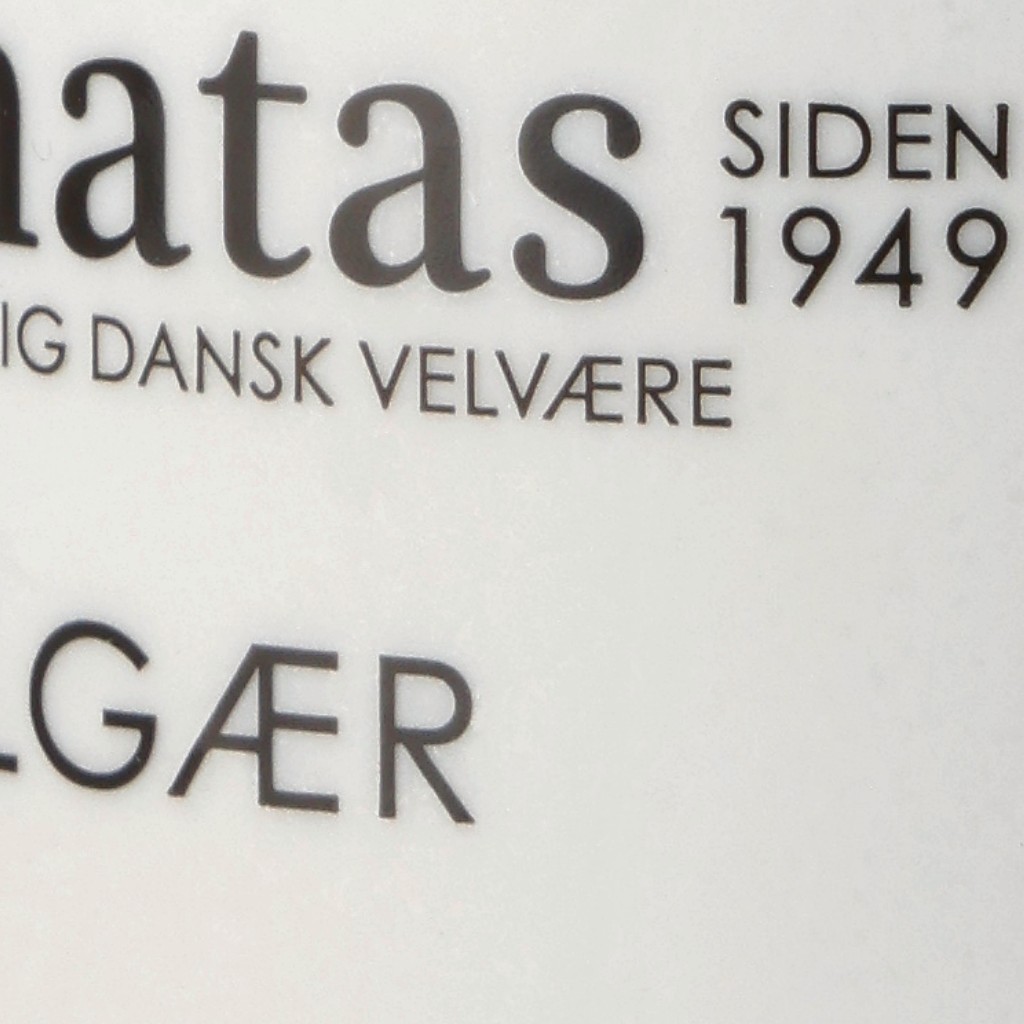 natas SIDEN 1949
IG DANSK VELVÆRE
LGÆR